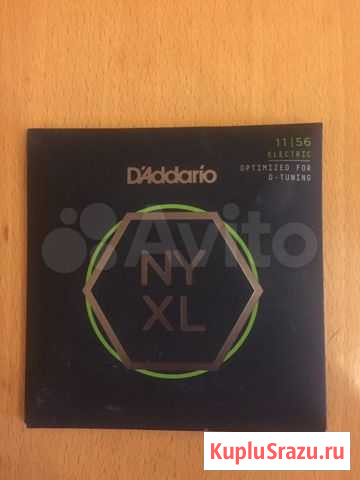 11|56
ELECTRIC
OPTIMIZED FOR
D-TUNING
D'Addario
Avito
NY
XL
KupluSrazu.ru